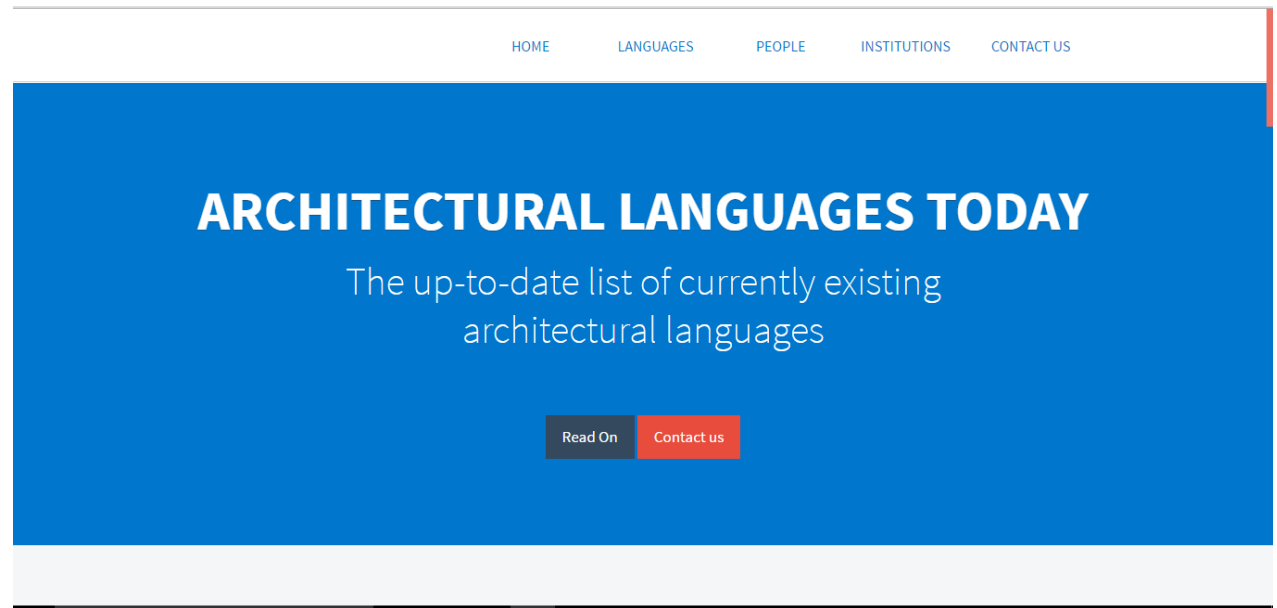 HOME LANGUAGES PEOPLE INSTITUTIONS CONTACT US
ARCHITECTURAL LANGUAGES TODAY
The up-to-date list of currently existing
architectural languages
Read On Contact us